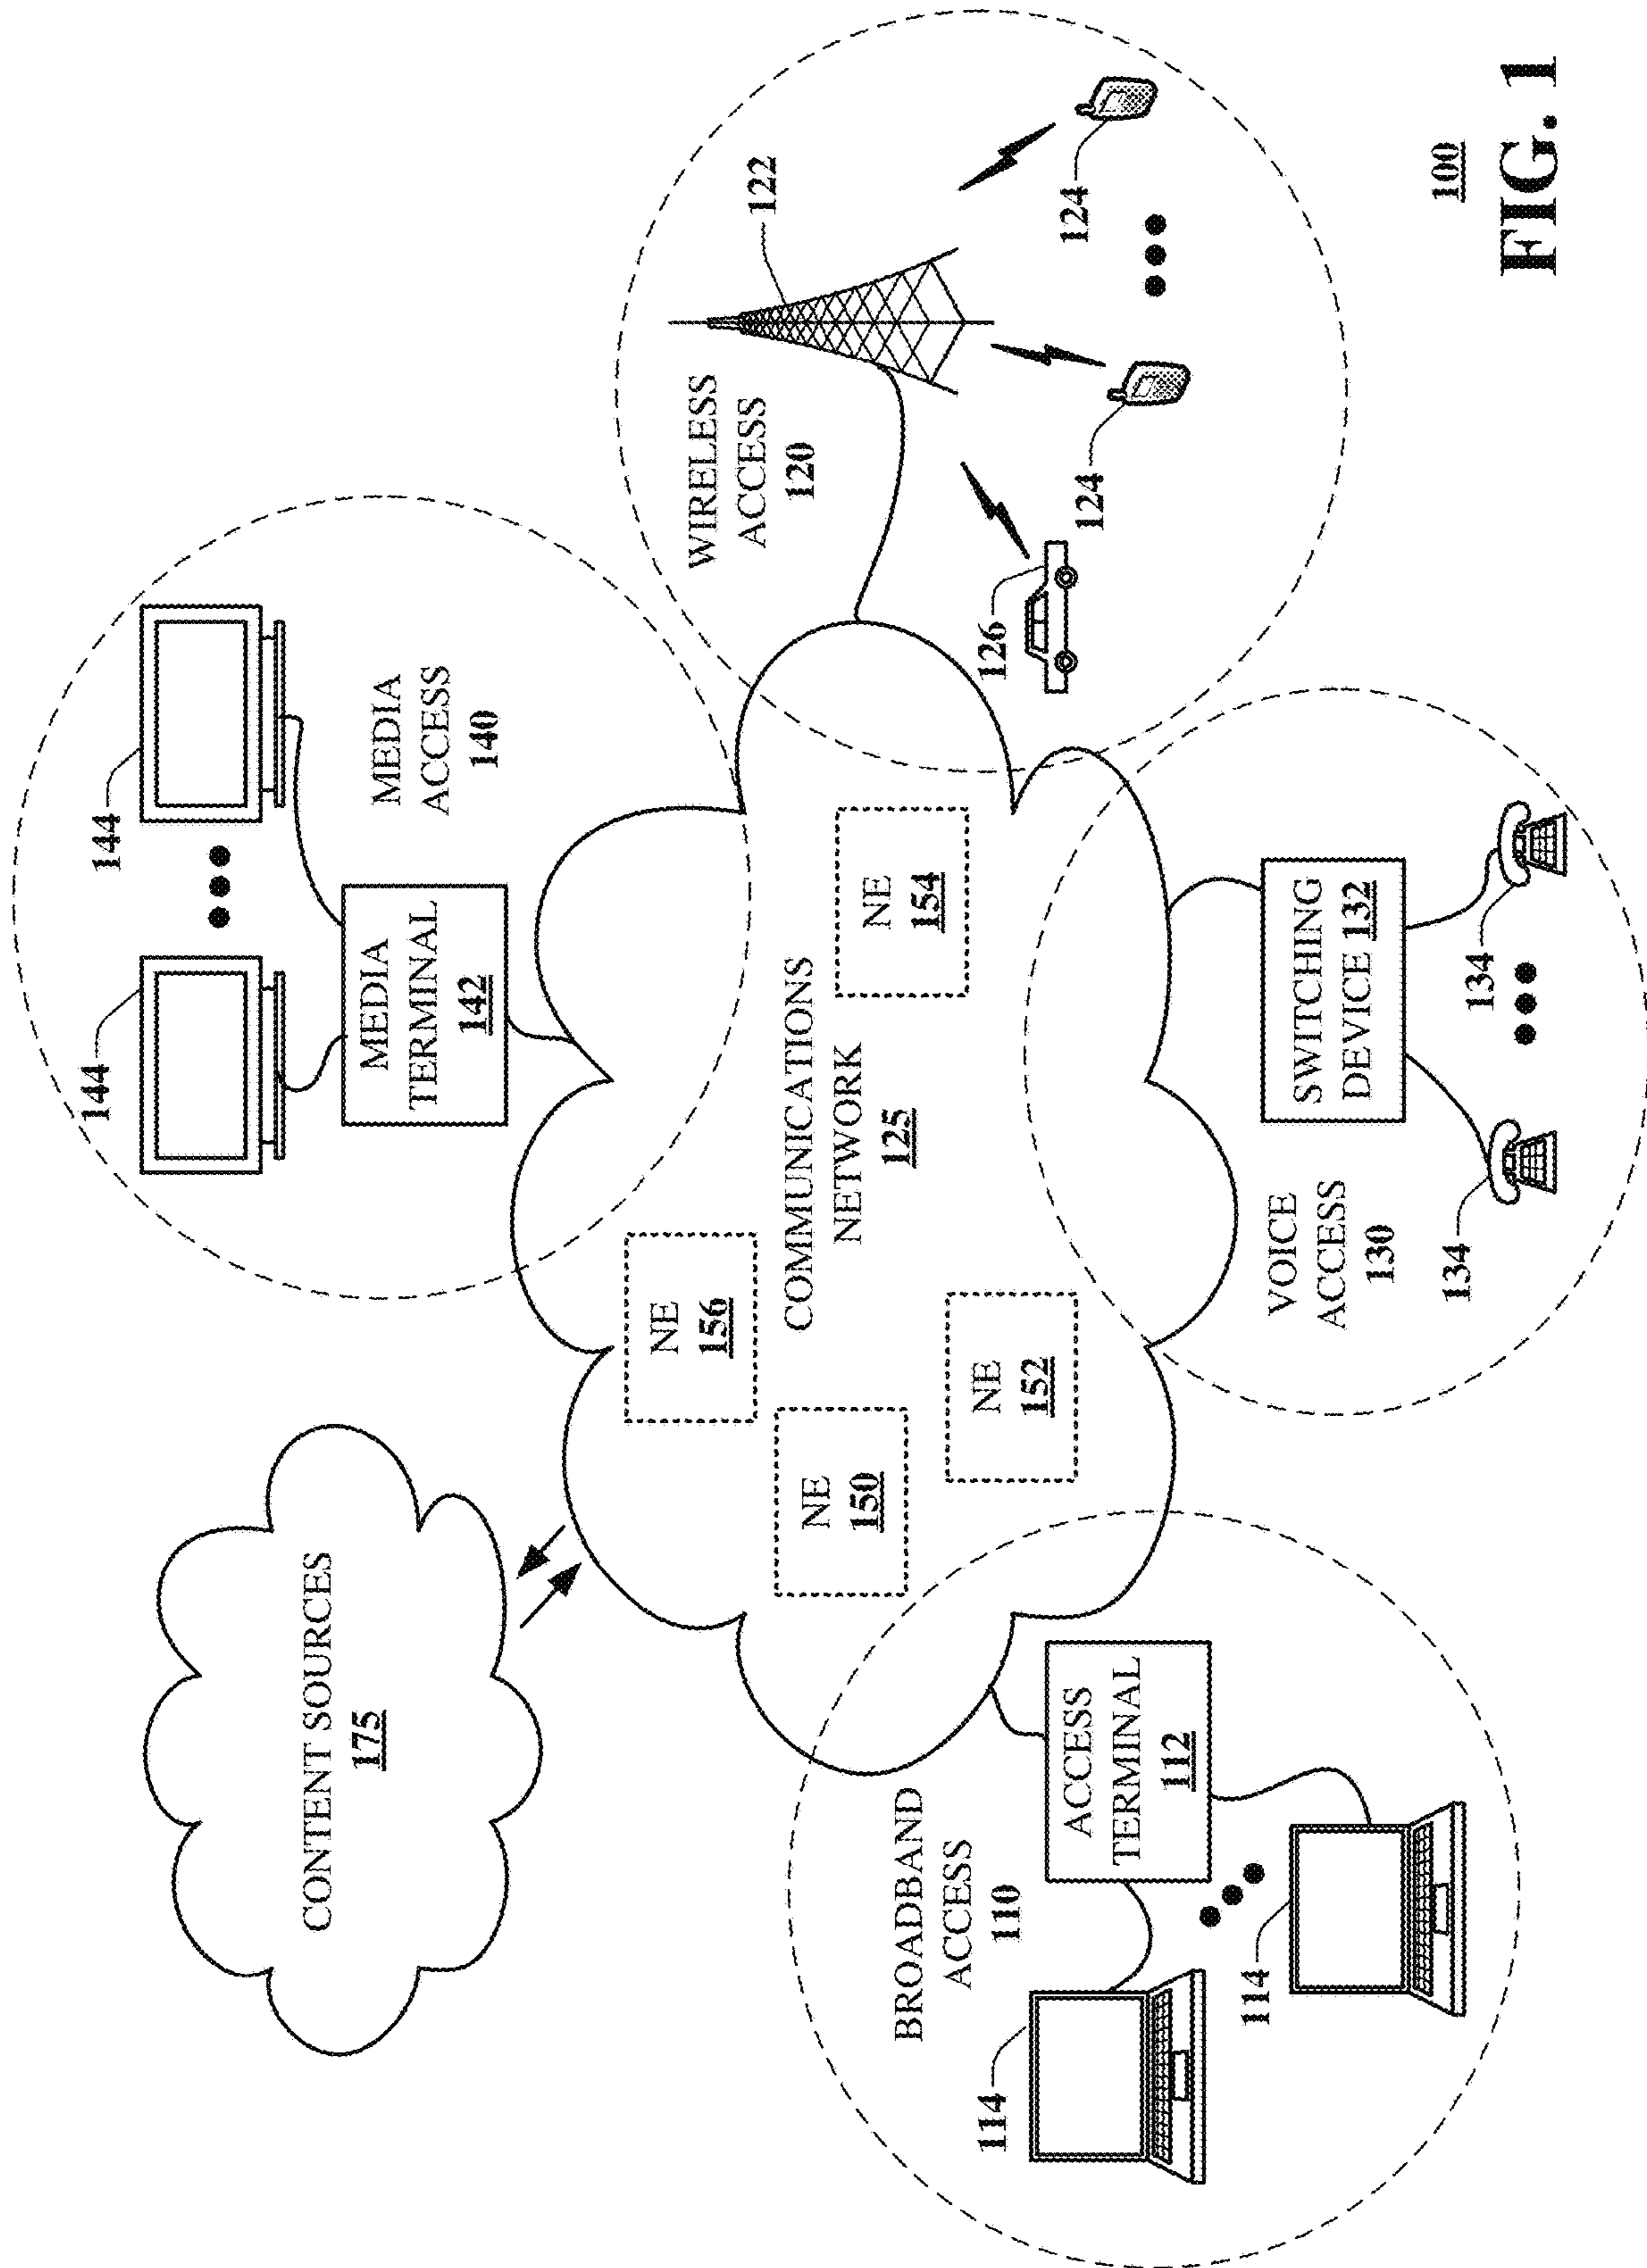 CONTENT SOURCES
175
144
144
MEDIA
TERMINAL
142
MEDIA
ACCESS
140
WIRELESS
ACCESS
120
122
NE
156
NE
150
COMMUNICATIONS
NETWORK
125
NE
154
NE
152
BROADBAND
ACCESS
110
114
ACCESS
TERMINAL
112
114
126
124
124
VOICE
ACCESS
130
SWITCHING
DEVICE 132
134
134
100
FIG. 1